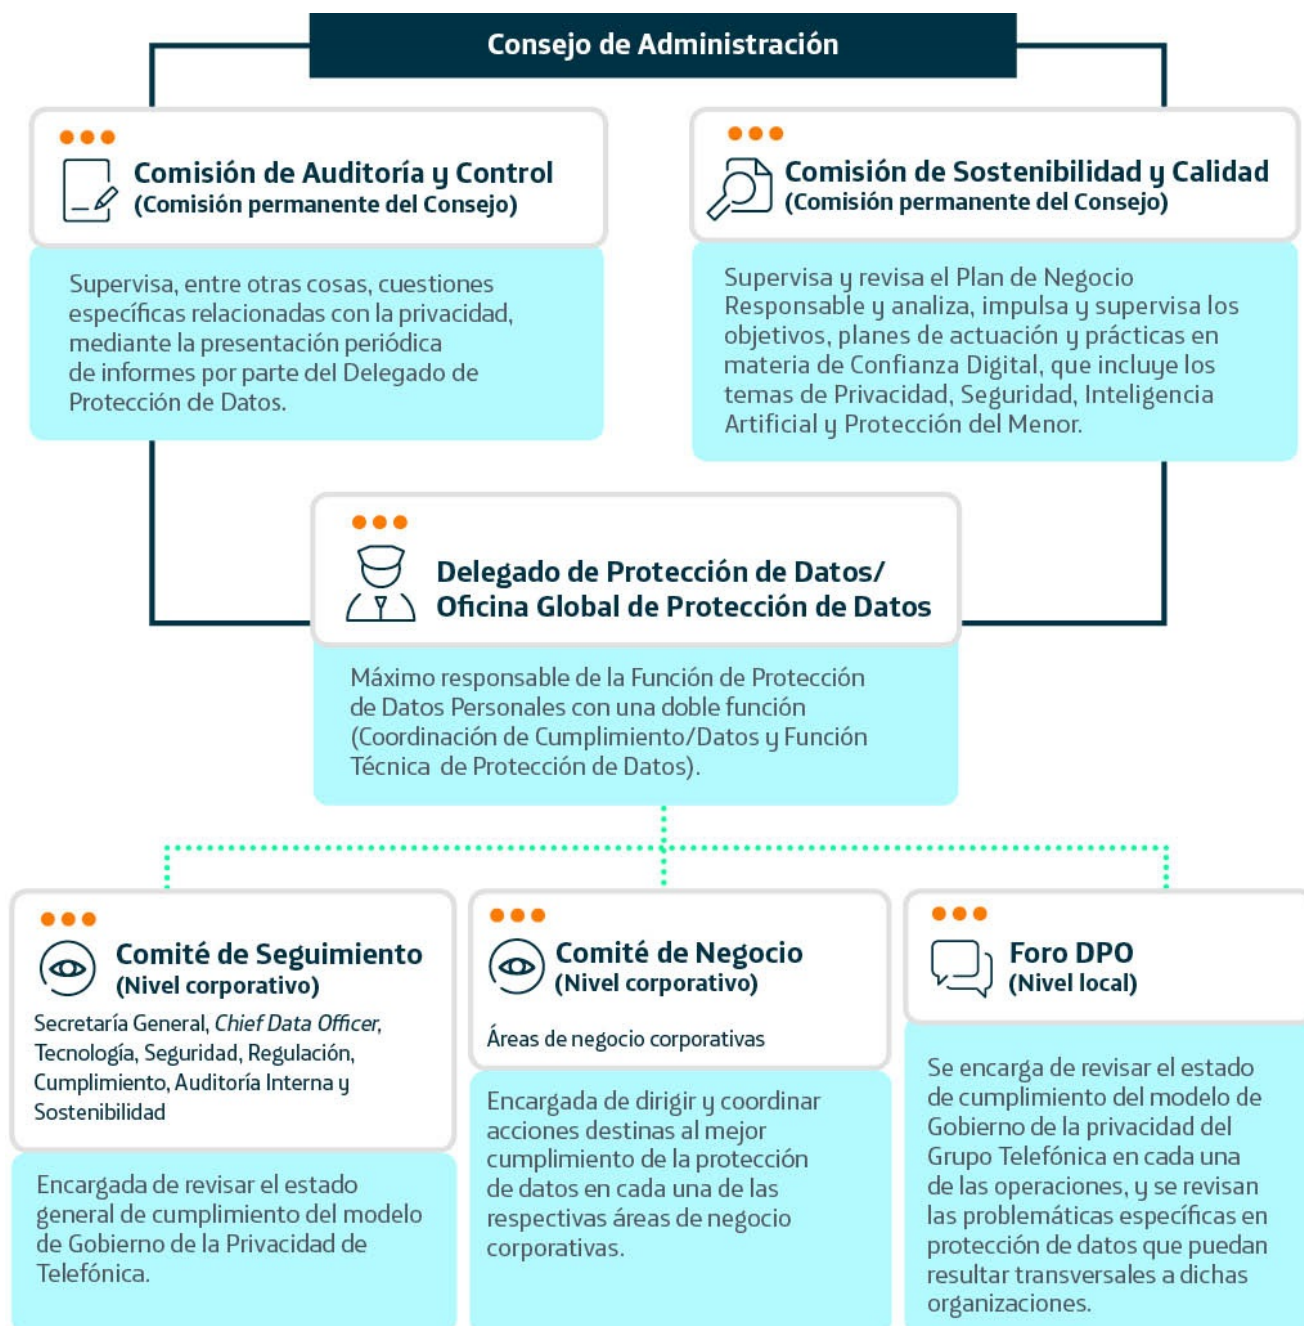 Consejo de Administración
Comisión de Auditoría y Control
(Comisión permanente del Consejo)
Supervisa, entre otras cosas, cuestiones
específicas relacionadas con la privacidad,
mediante la presentación periódica
de informes por parte del Delegado de
Protección de Datos.
Comisión de Sostenibilidad y Calidad
(Comisión permanente del Consejo)
Supervisa y revisa el Plan de Negocio
Responsable y analiza, impulsa y supervisa los
objetivos, planes de actuación y prácticas en
materia de Confianza Digital, que incluye los
temas de Privacidad, Seguridad, Inteligencia
Artificial y Protección del Menor.
Delegado de Protección de Datos/
Oficina Global de Protección de Datos
Máximo responsable de la Función de Protección
de Datos Personales con una doble función
(Coordinación de Cumplimiento/Datos y Función
Técnica de Protección de Datos).
Comité de Seguimiento
(Nivel corporativo)
Secretaría General, Chief Data Officer,
Tecnología, Seguridad, Regulación,
Cumplimiento, Auditoría Interna y
Sostenibilidad
Encargada de revisar el estado
general de cumplimiento del modelo
de Gobierno de la Privacidad de
Telefónica.
Comité de Negocio
(Nivel corporativo)
Áreas de negocio corporativas
Encargada de dirigir y coordinar
acciones destinas al mejor
cumplimiento de la protección
de datos en cada una de las
respectivas áreas de negocio
corporativas.
Foro DPO
(Nivel local)
Se encarga de revisar el estado
de cumplimiento del modelo de
Gobierno de la privacidad del
Grupo Telefónica en cada una
de las operaciones, y se revisan
las problemáticas específicas en
protección de datos que puedan
resultar transversales a dichas
organizaciones.